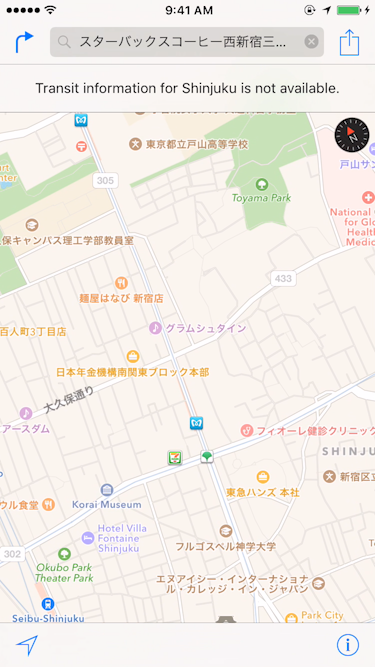 9:41 AM
スターバックスコーヒー西新宿三...
Transit information for Shinjuku is not available.
東京都立戸山高等学校
戸山サン
305
Toyama Park
National
for Glo
Health
Medic
保キャンパス理工学部教員室
433
麺屋はなび 新宿店
グラムシュタイン
百人町3丁目店
日本年金機構南関東ブロック本部
大久保通り
アースダム
フィオーレ健診クリニック
SHINJU
新宿区立
東急ハンズ 本社
ウル食堂
Korai Museum
Hotel Villa
Fontaine
Shinjuku
フルゴスペル神学大学
302
Okubo Park
Theater Park
エヌアイシー・インターナショナ
ル・カレッジ・イン・ジャパン
Seibu-Shinjuku
Park City